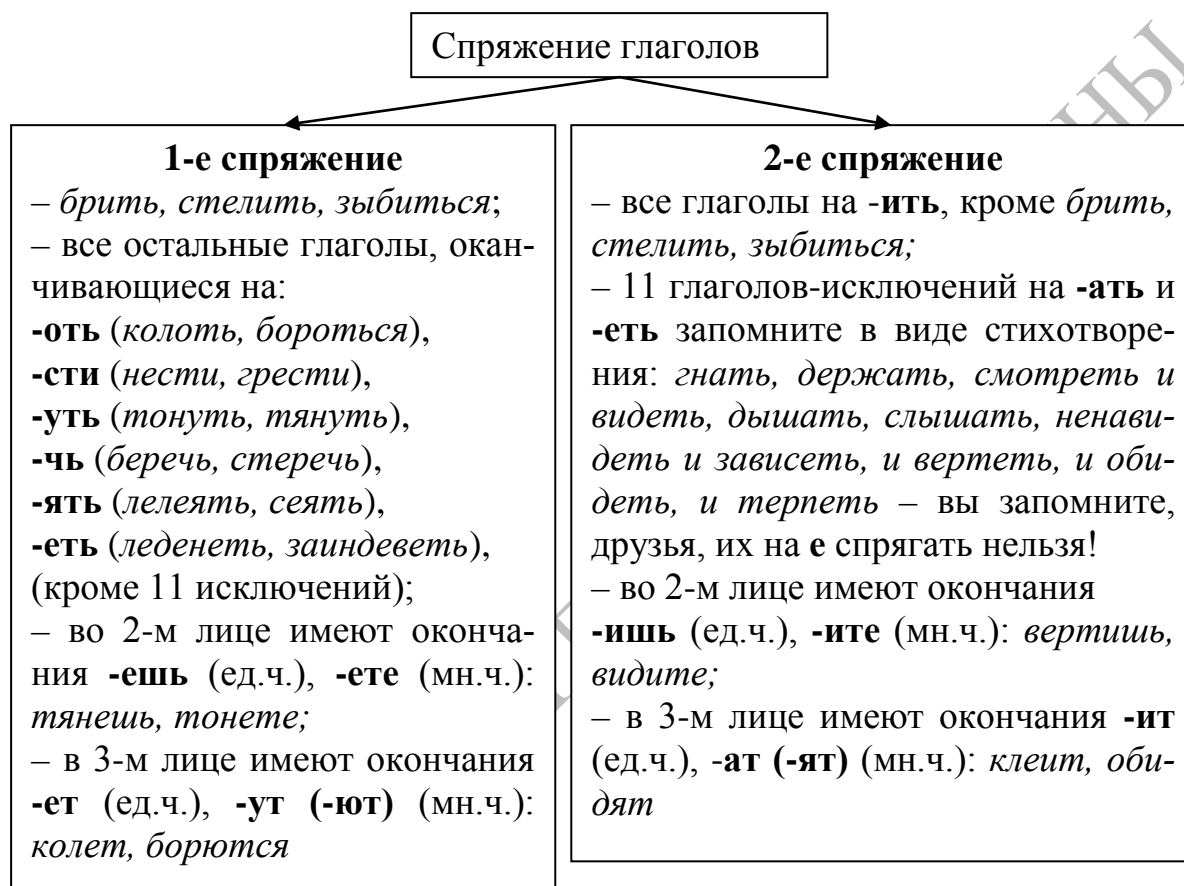 Спряжение глаголов
1-е спряжение
– брить, стелить, зыбиться;
– все остальные глаголы, окан-
чивающиеся на:
-оть (колоть, бороться),
-сти (нести, грести),
-уть (тонуть, тянуть),
-чь (беречь, стеречь),
-ять (лелеять, сеять),
-еть (леденеть, заиндеветь),
(кроме 11 исключений);
– во 2-м лице имеют оконча-
ния -ешь (ед.ч.), -ете (мн.ч.):
тянешь, тонете;
– в 3-м лице имеют окончания
-ет (ед.ч.), -ут (-ют) (мн.ч.):
колет, борются
2-е спряжение
– все глаголы на -ить, кроме брить,
стелить, зыбиться;
– 11 глаголов-исключений на -ать и
-еть запомните в виде стихотворе-
ния: гнать, держать, смотреть и
видеть, дышать, слышать, ненави-
деть и зависеть, и вертеть, и оби-
деть, и терпеть – вы запомните,
друзья, их на е спрягать нельзя!
– во 2-м лице имеют окончания
-ишь (ед.ч.), -ите (мн.ч.): вертишь,
видите;
– в 3-м лице имеют окончания -ит
(ед.ч.), -ат (-ят) (мн.ч.): клеит, оби-
дят